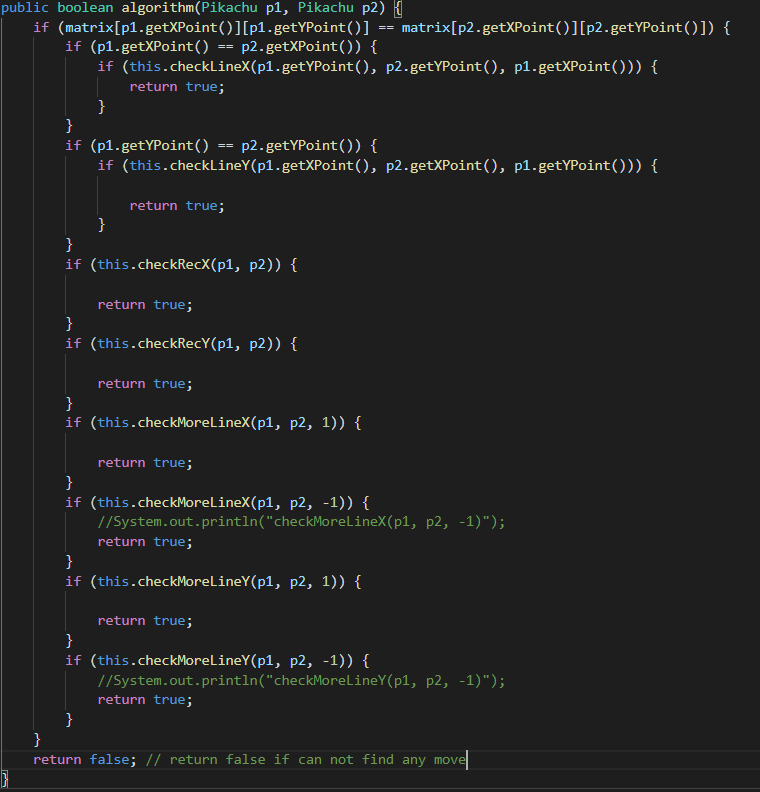 public boolean algorithm(Pikachu p1, Pikachu p2) {
    if (matrix[p1.getXPoint()][p1.getYPoint()] == matrix[p2.getXPoint()][p2.getYPoint()]) {
        if (p1.getXPoint() == p2.getXPoint()) {
            if (this.checkLineX(p1.getYPoint(), p2.getYPoint(), p1.getXPoint())) {
                return true;
            }
        }
        if (p1.getYPoint() == p2.getYPoint()) {
            if (this.checkLineY(p1.getXPoint(), p2.getXPoint(), p1.getYPoint())) {

                return true;
            }
        }
        if (this.checkRecX(p1, p2)) {

            return true;
        }
        if (this.checkRecY(p1, p2)) {

            return true;
        }
        if (this.checkMoreLineX(p1, p2, 1)) {

            return true;
        }
        if (this.checkMoreLineX(p1, p2, -1)) {
            //System.out.println("checkMoreLineX(p1, p2, -1)");
            return true;
        }
        if (this.checkMoreLineY(p1, p2, 1)) {

            return true;
        }
        if (this.checkMoreLineY(p1, p2, -1)) {
            //System.out.println("checkMoreLineY(p1, p2, -1)");
            return true;
        }
    }
    return false; // return false if can not find any move
}